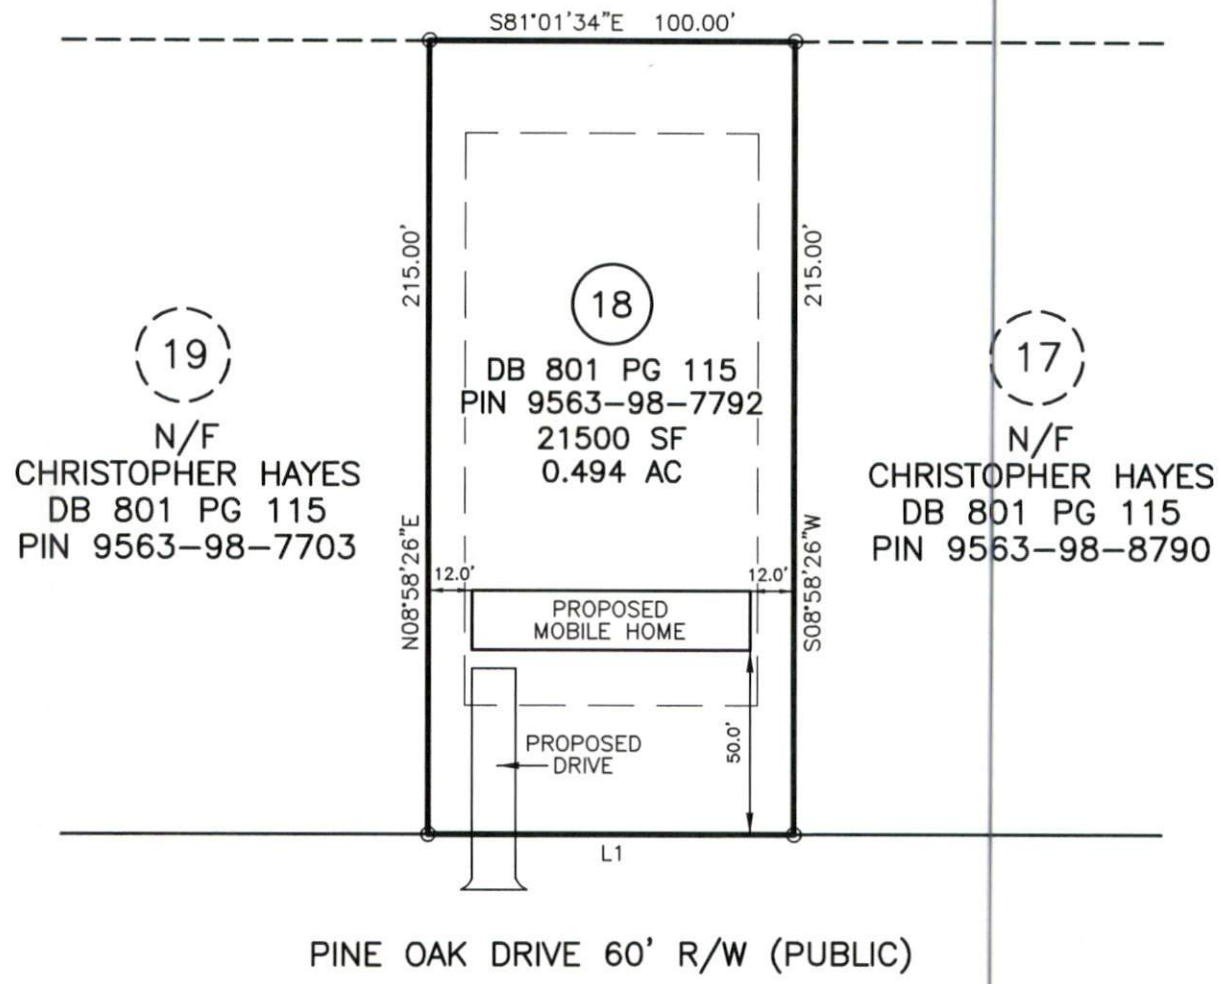 S81°01'34"E 100.00'
215.00'
215.00'
18
DB 801 PG 115
PIN 9563-98-7792
21500 SF
0.494 AC
19
N/F
CHRISTOPHER HAYES
DB 801 PG 115
PIN 9563-98-7703
17
N/F
CHRISTOPHER HAYES
DB 801 PG 115
PIN 9563-98-8790
N08°58'26"E
S08°58'26"W
12.0'
12.0'
PROPOSED
MOBILE HOME
50.0'
PROPOSED
DRIVE
L1
PINE OAK DRIVE 60' R/W (PUBLIC)